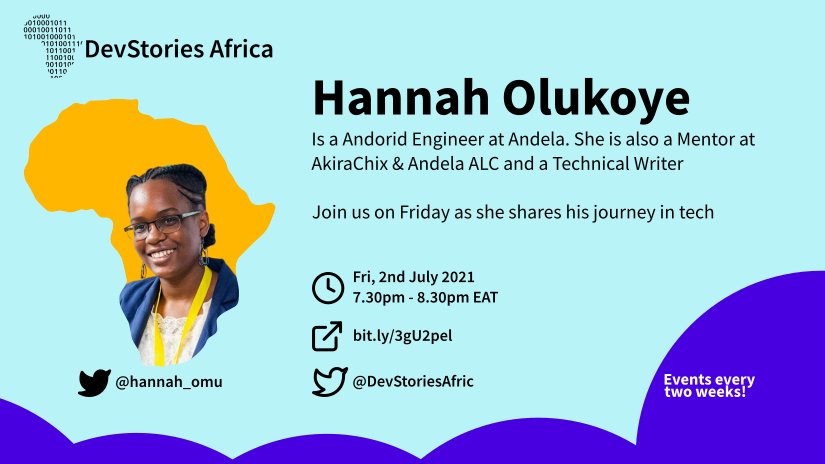 DevStories Africa
Hannah Olukoye
Is a Andorid Engineer at Andela. She is also a Mentor at
AkiraChix & Andela ALC and a Technical Writer
Join us on Friday as she shares his journey in tech
Fri, 2nd July 2021
7.30pm - 8.30pm EAT
bit.ly/3gU2pel
@hannah_omu
@DevStoriesAfric
Events every
two weeks!